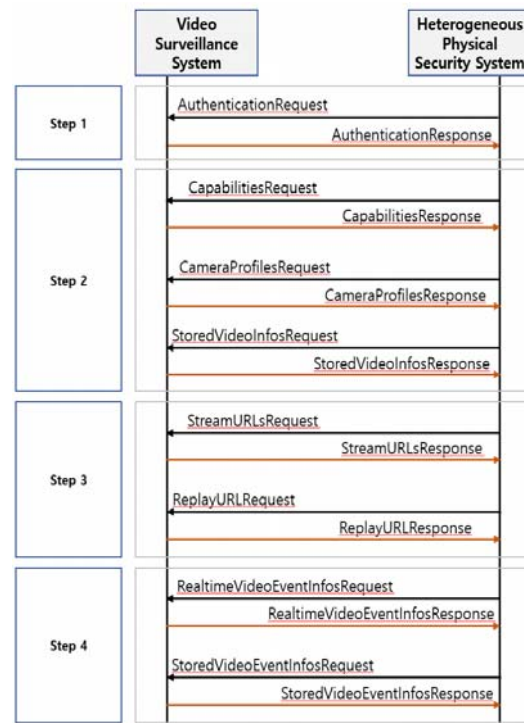 Video
Surveillance
System
Heterogeneous
Physical
Security System
Step 1
AuthenticationRequest
AuthenticationResponse
Step 2
CapabilitiesRequest
CapabilitiesResponse
CameraProfilesRequest
CameraProfilesResponse
StoredVideoInfosRequest
StoredVideoInfosResponse
Step 3
StreamURLsRequest
StreamURLsResponse
ReplayURLRequest
ReplayURLResponse
Step 4
RealtimeVideoEventInfosRequest
RealtimeVideoEventInfosResponse
StoredVideoEventInfosRequest
StoredVideoEventInfosResponse